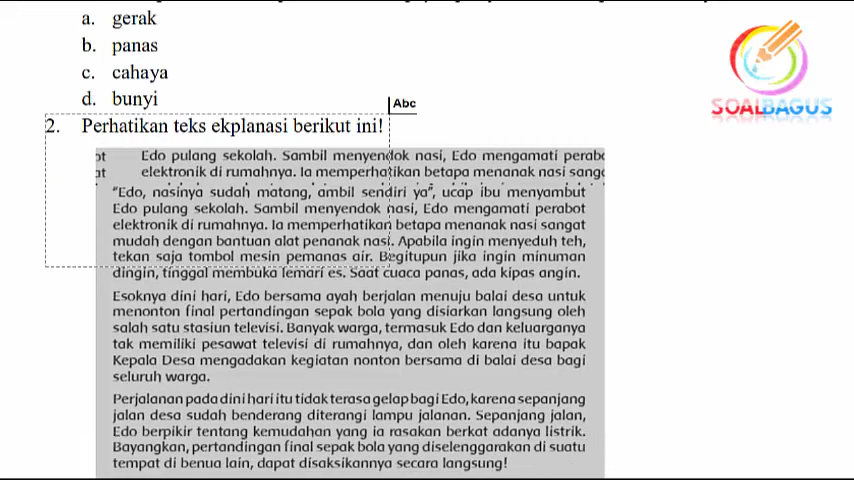 a. gerak
b. panas
c. cahaya
d. bunyi
Abc
SOALBAGUS
2. Perhatikan teks ekplanasi berikut ini!
Edo pulang sekolah. Sambil menyendok nasi, Edo mengamati
elektronik di rumahnya. Ia memperhatikan betapa menanak nasi
"Edo, nasinya sudah matang, ambil sendiri ya", ucap ibu menyambut
Edo pulang sekolah. Sambil menyendok nasi, Edo mengamati perabot
elektronik di rumahnya. Ia memperhatikan betapa menanak nasi sangat
mudah dengan bantuan alat penanak nasi. Apabila ingin menyeduh teh,
tekan saja tombol mesin pemanas air. Begitupun jika ingin minuman
dingin, tinggal membuka lemari es. Saat cuaca panas, ada kipas angin.
Esoknya dini hari, Edo bersama ayah berjalan menuju balai desa untuk
menonton final pertandingan sepak bola yang disiarkan langsung oleh
salah satu stasiun televisi. Banyak warga, termasuk Edo dan keluarganya
tak memiliki pesawat televisi di rumahnya, dan oleh karena itu bapak
Kepala Desa mengadakan kegiatan nonton bersama di balai desa bagi
seluruh warga.
Perjalanan pada dini hari itu tidak terasa gelap bagi Edo, karena sepanjang
jalan desa sudah benderang diterangi lampu jalanan. Sepanjang jalan,
Edo berpikir tentang kemudahan yang ia rasakan berkat adanya listrik.
Bayangkan, pertandingan final sepak bola yang diselenggarakan di suatu
tempat di benua lain, dapat disaksikannya secara langsung!